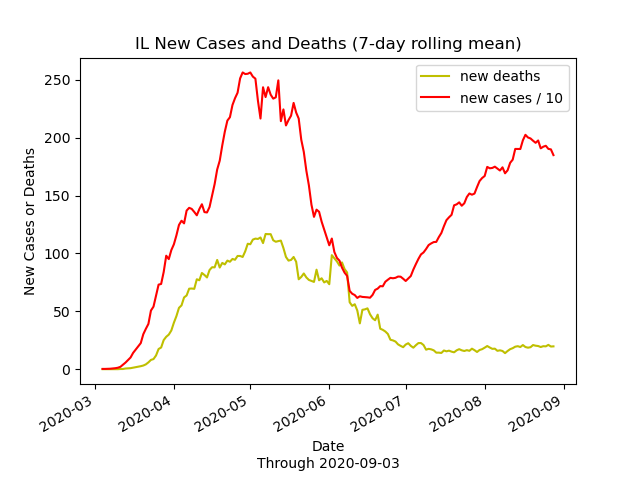 IL New Cases and Deaths (7-day rolling mean)
new deaths
new cases / 10
New Cases or Deaths
250
200
150
100
50
0
2020-03
2020-04
2020-05
2020-06
2020-07
2020-08
2020-09
Date
Through 2020-09-03